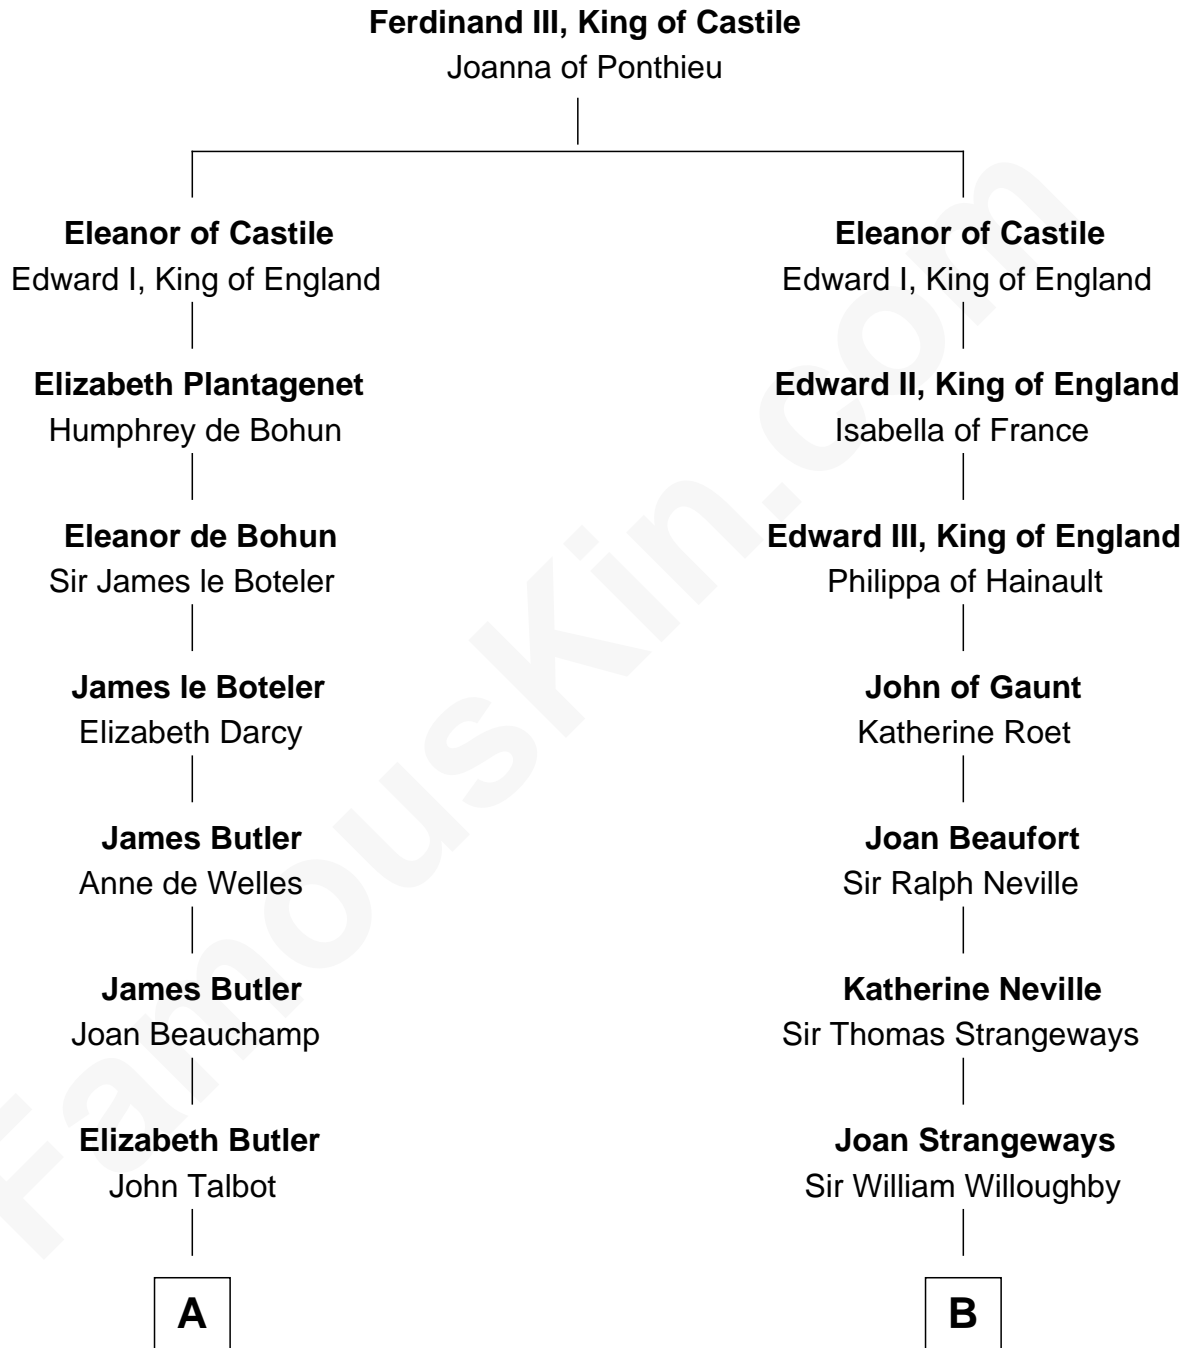 Ferdinand III, King of Castile
Joanna of Ponthieu
Eleanor of Castile
Edward I, King of England
Elizabeth Plantagenet
Humphrey de Bohun
Eleanor de Bohun
Sir James le Boteler
James le Boteler
Elizabeth Darcy
James Butler
Anne de Welles
James Butler
Joan Beauchamp
Elizabeth Butler
John Talbot
A
Eleanor of Castile
Edward I, King of England
Edward II, King of England
Isabella of France
Edward III, King of England
Philippa of Hainault
John of Gaunt
Katherine Roet
Joan Beaufort
Sir Ralph Neville
Katherine Neville
Sir Thomas Strangeways
Joan Strangeways
Sir William Willoughby
B
FamousKin.com